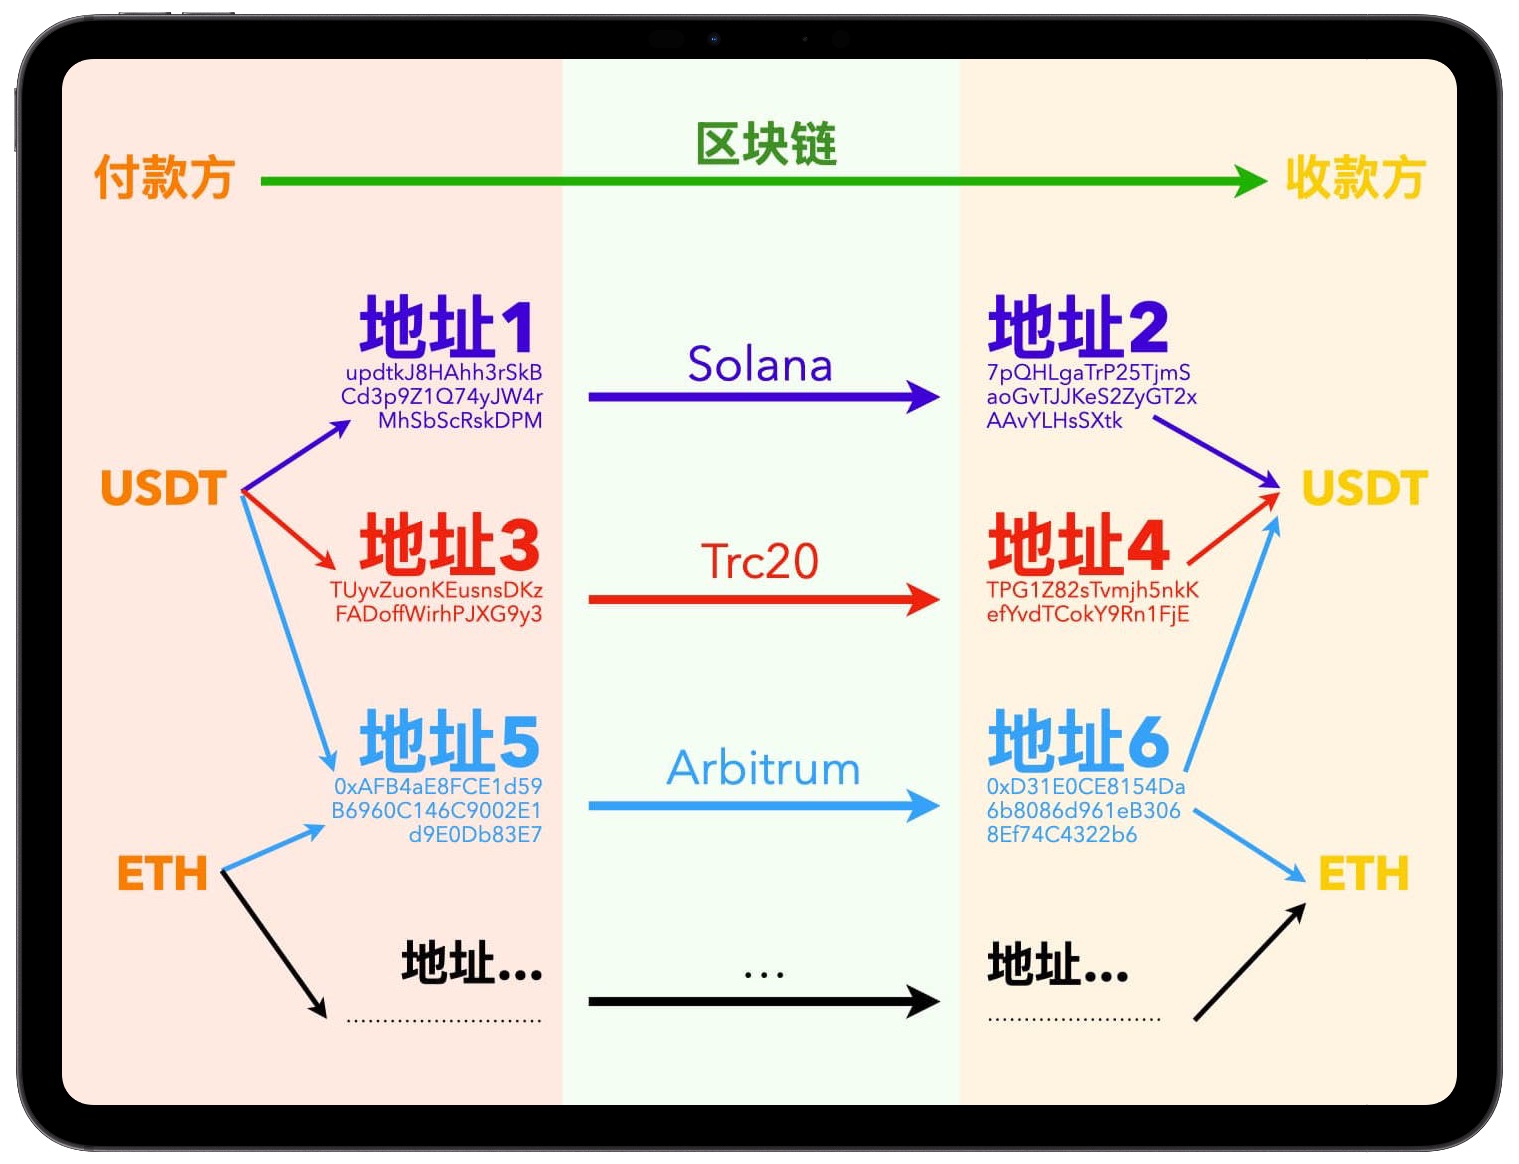 区块链
付款方
收款方
地址1
updtkJ8HAhh3rSkB
Cd3p9Z1Q74yJW4r
MhSbScRskDPM
Solana
地址2
7pQHLgaTrP25TjmS
aoGvTJJKeS2ZyGT2x
AAvYLHsSXtk
USDT
USDT
地址3
TUyvZuonKEusnsDKz
FADoffWirhPJXG9y3
Trc20
地址4
TPG1Z82sTvmjh5nkK
efYvdTCokY9Rn1FjE
地址5
0xAFB4aE8FCE1d59
B6960C146C9002E1
d9E0Db83E7
Arbitrum
地址6
0xD31E0CE8154Da
6b8086d961eB306
8Ef74C4322b6
ETH
ETH
地址...
...
地址...
...........................
........................